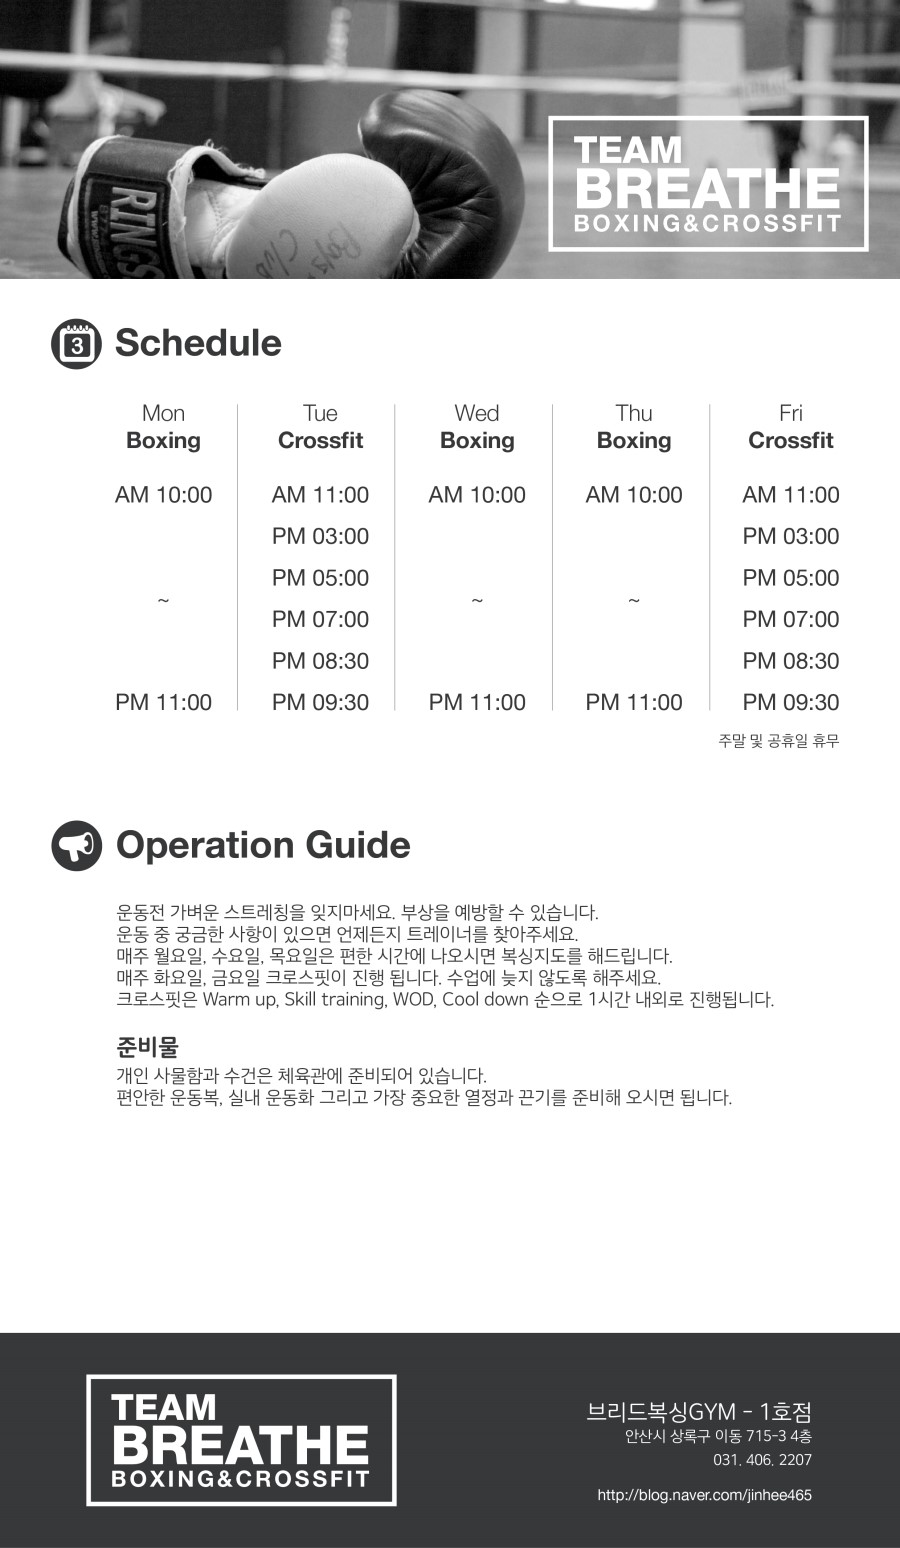 RINGS
Boys
Club
TEAM
BREATHE
BOXING&CROSSFIT
3
Schedule
Mon Tue Wed Thu Fri
Boxing Crossfit Boxing Boxing Crossfit
AM 10:00 AM 11:00 AM 10:00 AM 10:00 AM 11:00
PM 03:00 PM 03:00
PM 05:00 PM 05:00
~ ~ ~
PM 07:00 PM 07:00
PM 08:30 PM 08:30
PM 11:00 PM 09:30 PM 11:00 PM 11:00 PM 09:30
주말 및 공휴일 휴무
Operation Guide
운동전 가벼운 스트레칭을 잊지마세요. 부상을 예방할 수 있습니다.
운동 중 궁금한 사항이 있으면 언제든지 트레이너를 찾아주세요.
매주 월요일, 수요일, 목요일은 편한 시간에 나오시면 복싱지도를 해드립니다.
매주 화요일, 금요일 크로스핏이 진행 됩니다. 수업에 늦지 않도록 해주세요.
크로스핏은 Warm up, Skill training, WOD, Cool down 순으로 1시간 내외로 진행됩니다.
준비물
개인 사물함과 수건은 체육관에 준비되어 있습니다.
편안한 운동복, 실내 운동화 그리고 가장 중요한 열정과 끈기를 준비해 오시면 됩니다.
TEAM
BREATHE
BOXING&CROSSFIT
브리드복싱GYM - 1호점
안산시 상록구 이동 715-3 4층
031. 406. 2207
http://blog.naver.com/jinhee465